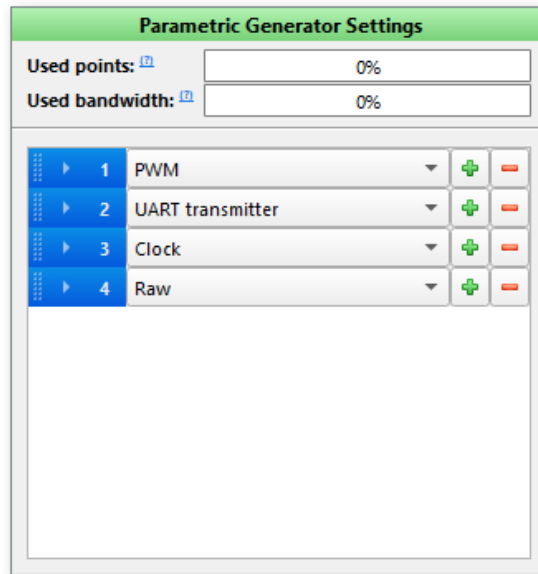 Parametric Generator Settings
Used points: (?) 0%
Used bandwidth: (?) 0%
1 PWM
2 UART transmitter
3 Clock
4 Raw